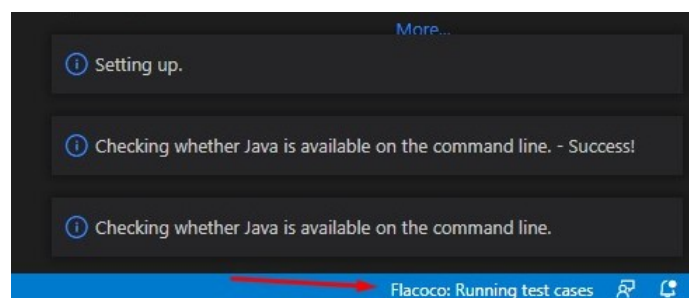 More...
Setting up.
Checking whether Java is available on the command line. - Success!
Checking whether Java is available on the command line.
Flacoco: Running test cases